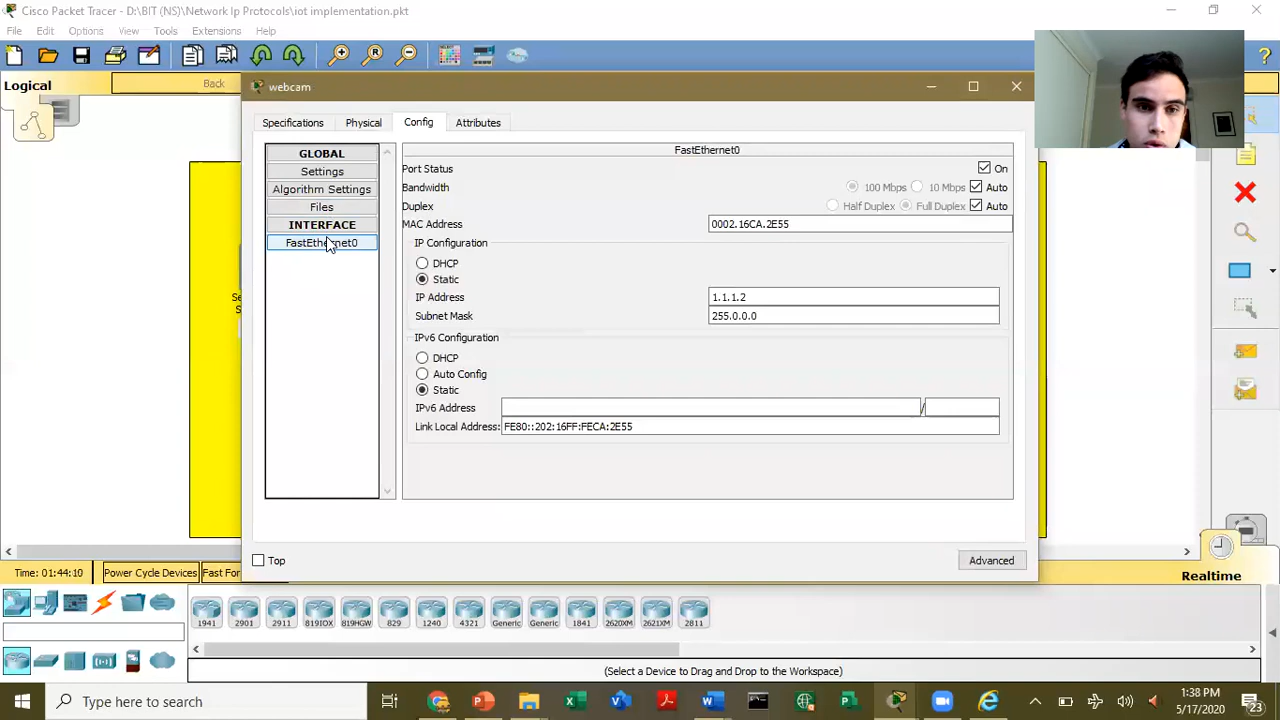 Cisco Packet Tracer - D:\BIT (NS)\Network Ip Protocols\iot implementation.pkt
File Edit Options View Tools Extensions Help
Logical
Back
webcam
Specifications Physical Config Attributes
GLOBAL
Settings
Algorithm Settings
Files
INTERFACE
FastEthernet0
FastEthernet0
Port Status On
Bandwidth 100 Mbps 10 Mbps Auto
Duplex Half Duplex Full Duplex Auto
MAC Address 0002.16CA.2E55
IP Configuration
DHCP
Static
IP Address 1.1.1.2
Subnet Mask 255.0.0.0
IPv6 Configuration
DHCP
Auto Config
Static
IPv6 Address /
Link Local Address: FE80::202:16FF:FECA:2E55
Se
S
Top Advanced
Time: 01:44:10 Power Cycle Devices Fast For
Realtime
1941 2901 2911 819IOX 819HGW 829 1240 4321 Generic Generic 1841 2620XM 2621XM 2811
(Select a Device to Drag and Drop to the Workspace)
Type here to search
1:38 PM
5/17/2020
23